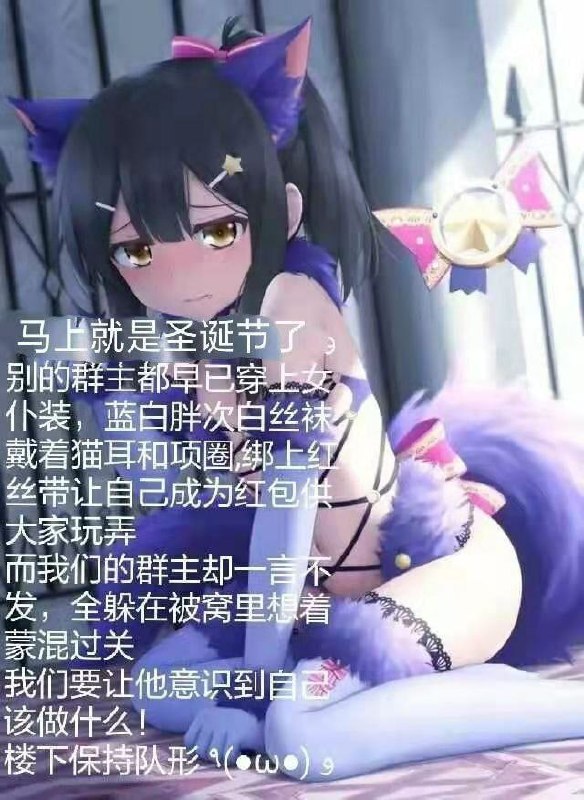 马上就是圣诞节了 و
别的群主都早已穿上女
仆装，蓝白胖次白丝袜
戴着猫耳和项圈,绑上红
丝带让自己成为红包供
大家玩弄
而我们的群主却一言不
发，全躲在被窝里想着
蒙混过关
我们要让他意识到自己
该做什么！
楼下保持队形 ٩(●ω●) و